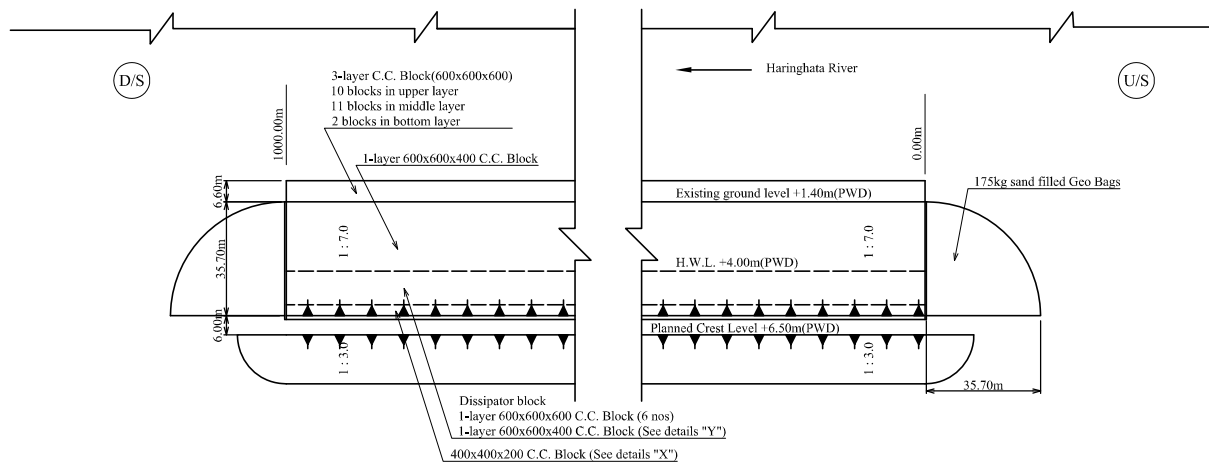 Haringhata River
D/S
U/S
3-layer C.C. Block(600x600x600)
10 blocks in upper layer
11 blocks in middle layer
2 blocks in bottom layer
1000.00m
0.00m
1-layer 600x600x400 C.C. Block
175kg sand filled Geo Bags
6.60m
Existing ground level +1.40m(PWD)
35.70m
1 : 7.0
1 : 7.0
H.W.L. +4.00m(PWD)
6.00m
Planned Crest Level +6.50m(PWD)
1 : 3.0
1 : 3.0
35.70m
Dissipator block
1-layer 600x600x600 C.C. Block (6 nos)
1-layer 600x600x400 C.C. Block (See details "Y")
400x400x200 C.C. Block (See details "X")